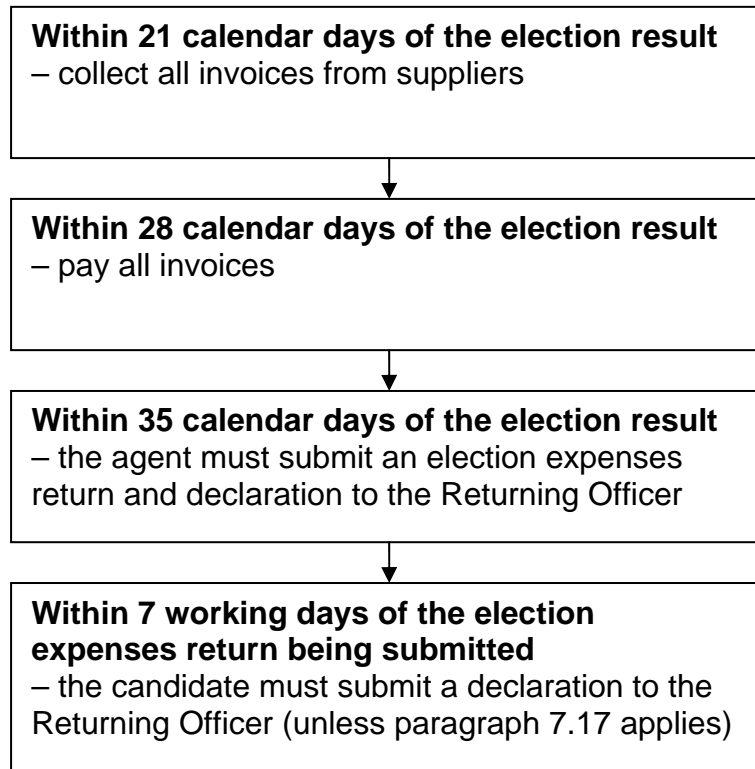 Within 21 calendar days of the election result
– collect all invoices from suppliers
Within 28 calendar days of the election result
– pay all invoices
Within 35 calendar days of the election result
– the agent must submit an election expenses
return and declaration to the Returning Officer
Within 7 working days of the election
expenses return being submitted
– the candidate must submit a declaration to the
Returning Officer (unless paragraph 7.17 applies)